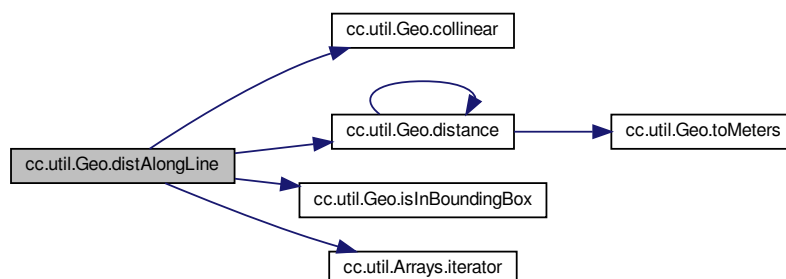 cc.util.Geo.collinear
cc.util.Geo.distance
cc.util.Geo.toMeters
cc.util.Geo.distAlongLine
cc.util.Geo.isInBoundingBox
cc.util.Arrays.iterator